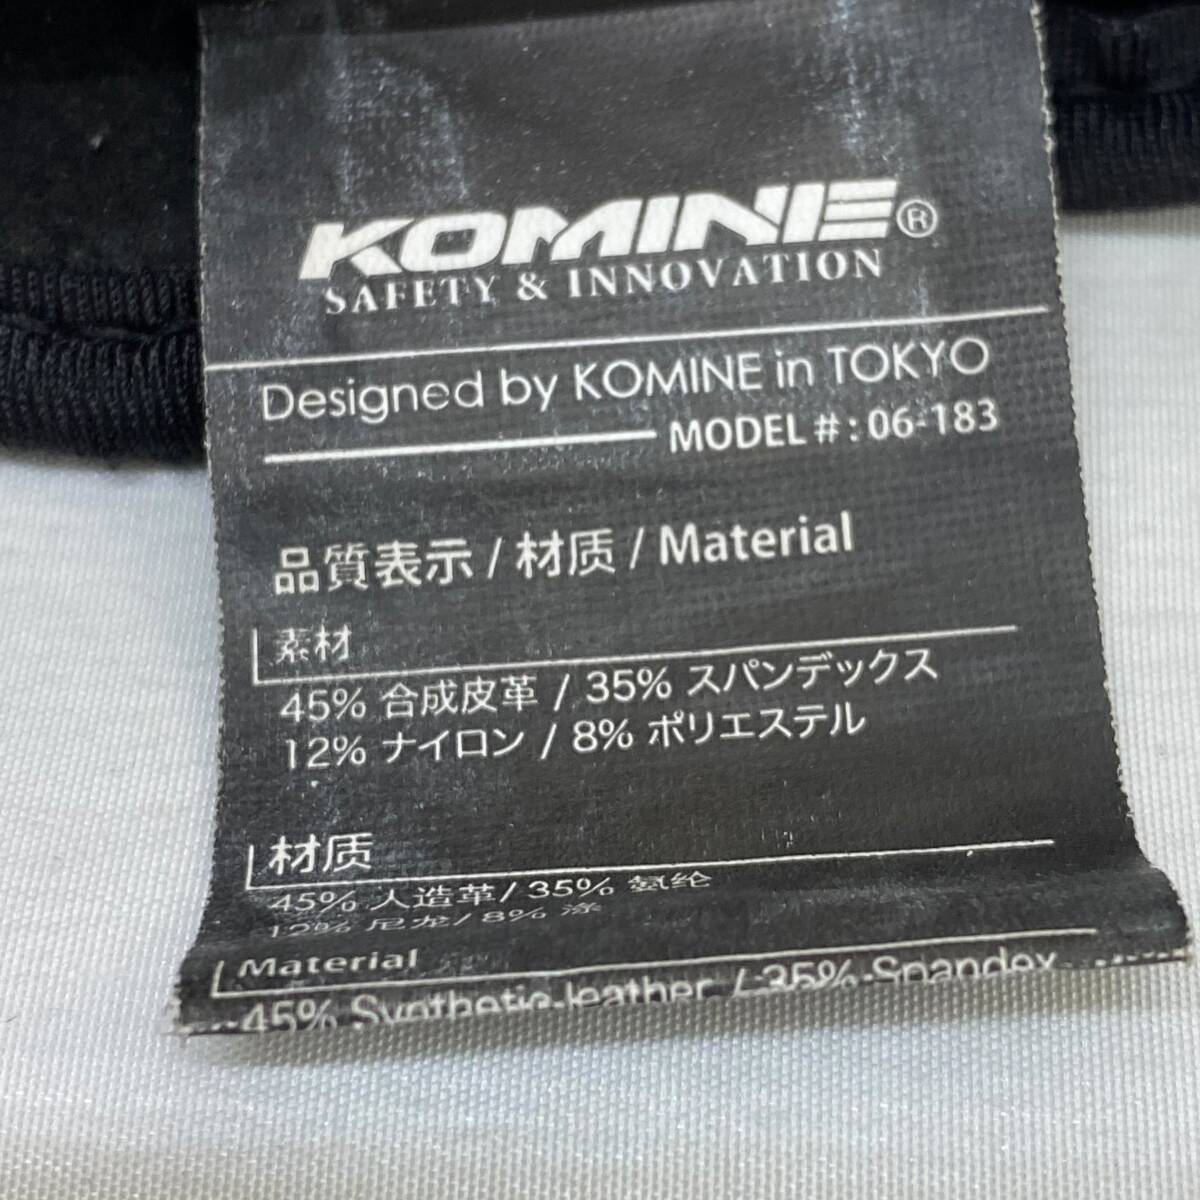 KOMINE®
SAFETY & INNOVATION
Designed by KOMINE in TOKYO
MODEL #: 06-183
品質表示 / 材质 / Material
素材
45% 合成皮革 / 35% スパンデックス
12% ナイロン / 8% ポリエステル
材质
45% 人造革/ 35% 氨纶
12% 尼龙/ 8% 涤
Material
45% Synthetic leather / 35% Spandex